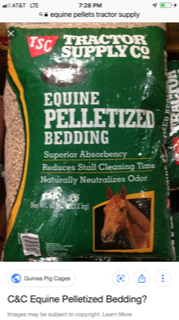 AT&T LTE 7:28 PM
equine pellets tractor supply
TSC TRACTOR
SUPPLY CO
EQUINE
PELLETIZED
BEDDING
Superior Absorbency
Reduces Stall Cleaning Time
Naturally Neutralizes Odor
Guinea Pig Cages
C&C Equine Pelletized Bedding?
Images may be subject to copyright. Learn More